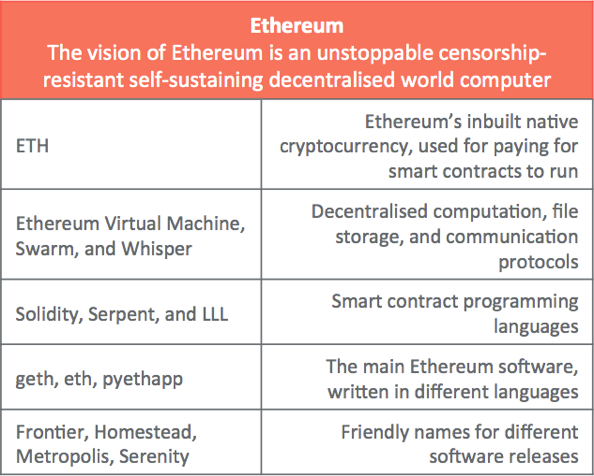 Ethereum
The vision of Ethereum is an unstoppable censorship-
resistant self-sustaining decentralised world computer
ETH
Ethereum’s inbuilt native
cryptocurrency, used for paying for
smart contracts to run
Ethereum Virtual Machine,
Swarm, and Whisper
Decentralised computation, file
storage, and communication
protocols
Solidity, Serpent, and LLL
Smart contract programming
languages
geth, eth, pyethapp
The main Ethereum software,
written in different languages
Frontier, Homestead,
Metropolis, Serenity
Friendly names for different
software releases